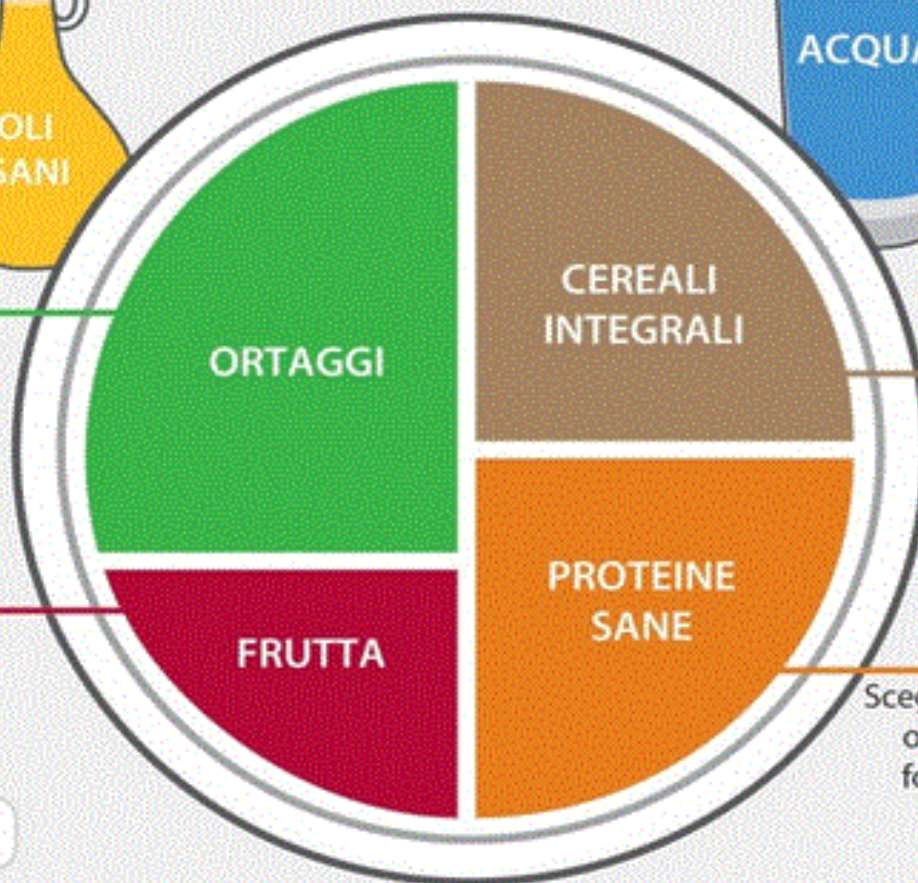 OLI
SANI
ACQUA
CEREALI
INTEGRALI
ORTAGGI
PROTEINE
SANE
FRUTTA